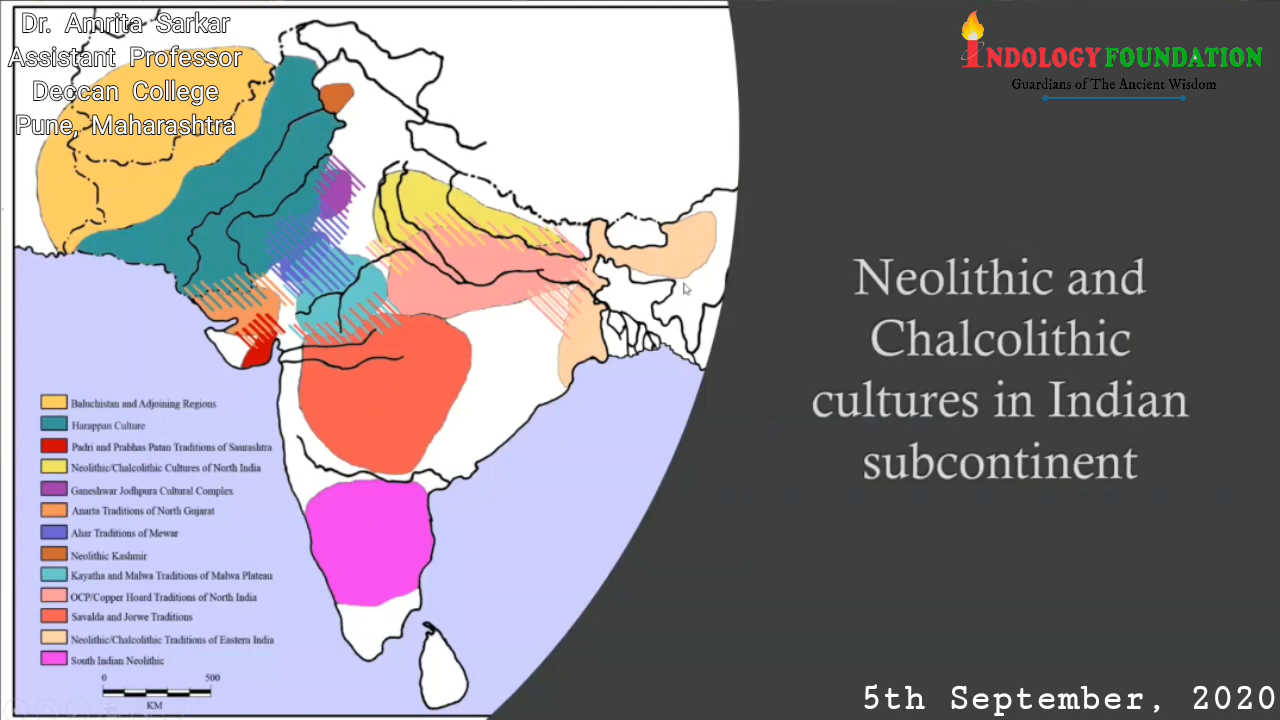 Dr. Amrita Sarkar
Assistant Professor
Deccan College
Pune, Maharashtra
INDOLOGY FOUNDATION
Guardians of The Ancient Wisdom
Neolithic and
Chalcolithic
cultures in Indian
subcontinent
Baluchistan and Adjoining Regions
Harappan Culture
Padri and Prabhas Patan Traditions of Saurashtra
Neolithic/Chalcolithic Cultures of North India
Ganeshwar Jodhpura Cultural Complex
Anarta Traditions of North Gujarat
Ahar Traditions of Mewar
Neolithic Kashmir
Kayatha and Malwa Traditions of Malwa Plateau
OCP/Copper Hoard Traditions of North India
Savalda and Jorwe Traditions
Neolithic/Chalcolithic Traditions of Eastern India
South Indian Neolithic
0 500
KM
5th September, 2020